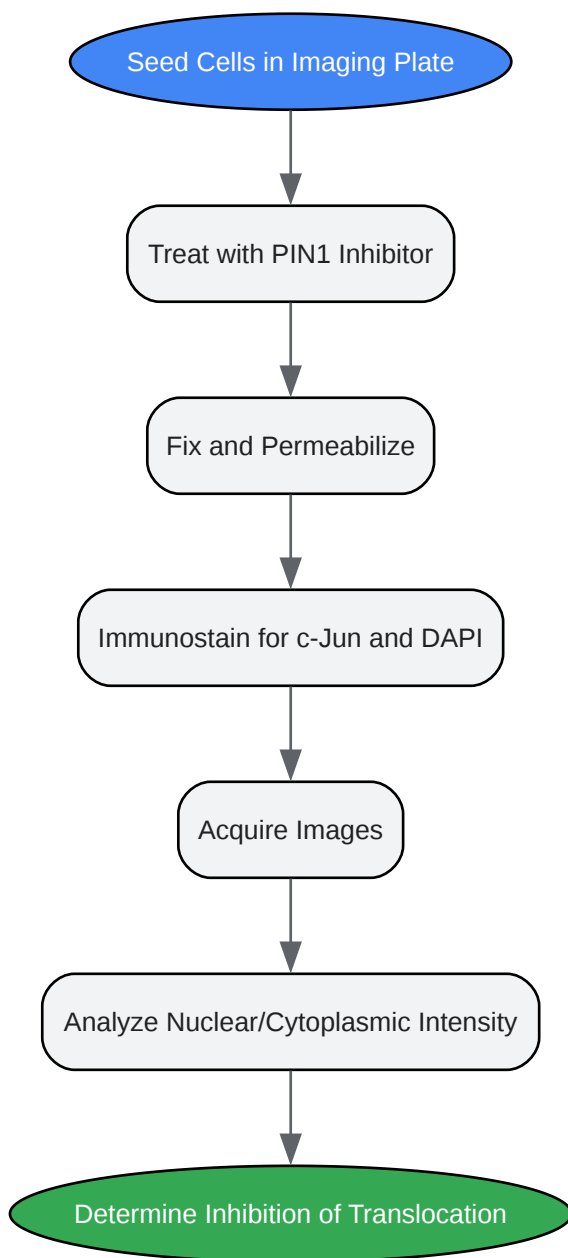 Seed Cells in Imaging Plate
Treat with PIN1 Inhibitor
Fix and Permeabilize
Immunostain for c-Jun and DAPI
Acquire Images
Analyze Nuclear/Cytoplasmic Intensity
Determine Inhibition of Translocation